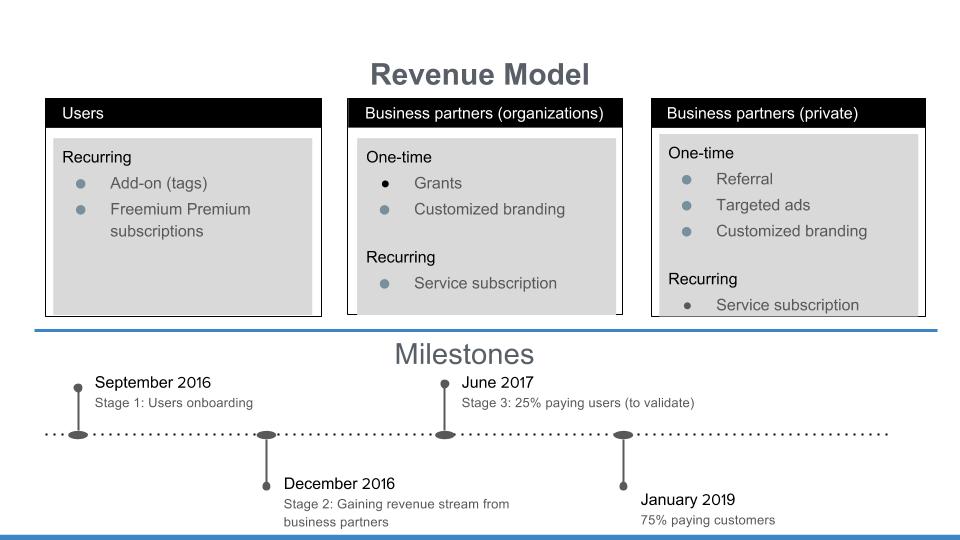 Revenue Model
Users
Recurring
Add-on (tags)
Freemium Premium
subscriptions
Business partners (organizations)
One-time
Grants
Customized branding
Recurring
Service subscription
Business partners (private)
One-time
Referral
Targeted ads
Customized branding
Recurring
Service subscription
Milestones
September 2016
Stage 1: Users onboarding
December 2016
Stage 2: Gaining revenue stream from
business partners
June 2017
Stage 3: 25% paying users (to validate)
January 2019
75% paying customers